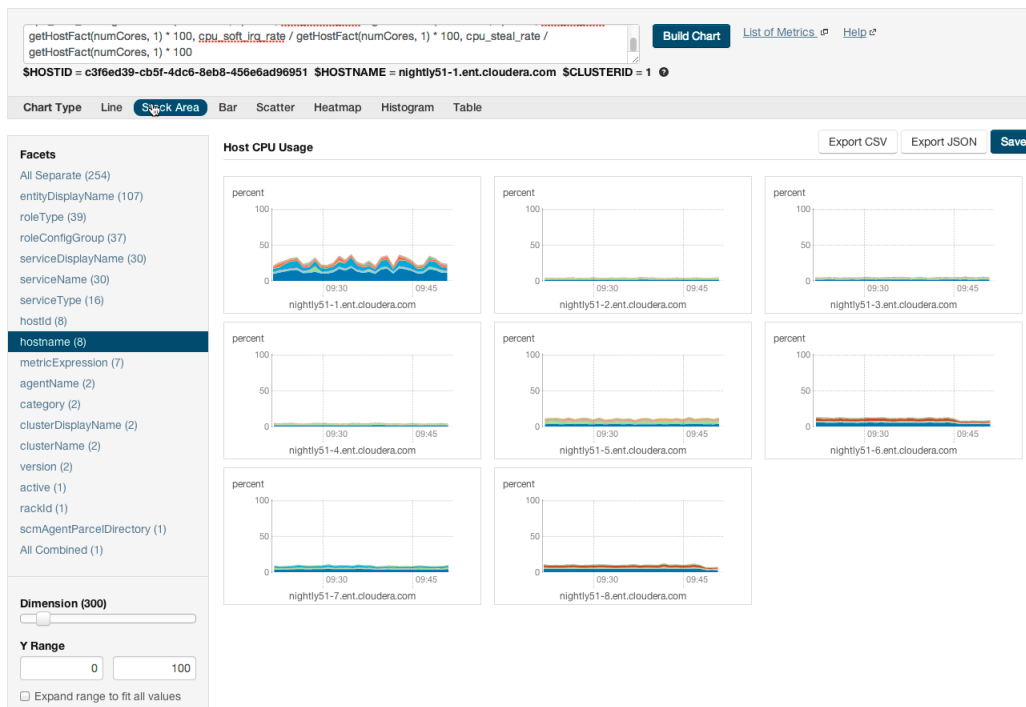 getHostFact(numCores, 1) * 100, cpu_soft_irq_rate / getHostFact(numCores, 1) * 100, cpu_steal_rate /
getHostFact(numCores, 1) * 100
Build Chart
List of Metrics
Help
$HOSTID = c3f6ed39-cb5f-4dc6-8eb8-456e6ad96951 $HOSTNAME = nightly51-1.ent.cloudera.com $CLUSTERID = 1
Chart Type Line Stack Area Bar Scatter Heatmap Histogram Table
Facets
All Separate (254)
entityDisplayName (107)
roleType (39)
roleConfigGroup (37)
serviceDisplayName (30)
serviceName (30)
serviceType (16)
hostId (8)
hostname (8)
metricExpression (7)
agentName (2)
category (2)
clusterDisplayName (2)
clusterName (2)
version (2)
active (1)
rackId (1)
scmAgentParcelDirectory (1)
All Combined (1)
Dimension (300)
Y Range
0 100
Expand range to fit all values
Host CPU Usage
Export CSV Export JSON Save
percent
100
50
0
09:30 09:45
nightly51-1.ent.cloudera.com
percent
100
50
0
09:30 09:45
nightly51-2.ent.cloudera.com
percent
100
50
0
09:30 09:45
nightly51-3.ent.cloudera.com
percent
100
50
0
09:30 09:45
nightly51-4.ent.cloudera.com
percent
100
50
0
09:30 09:45
nightly51-5.ent.cloudera.com
percent
100
50
0
09:30 09:45
nightly51-6.ent.cloudera.com
percent
100
50
0
09:30 09:45
nightly51-7.ent.cloudera.com
percent
100
50
0
09:30 09:45
nightly51-8.ent.cloudera.com